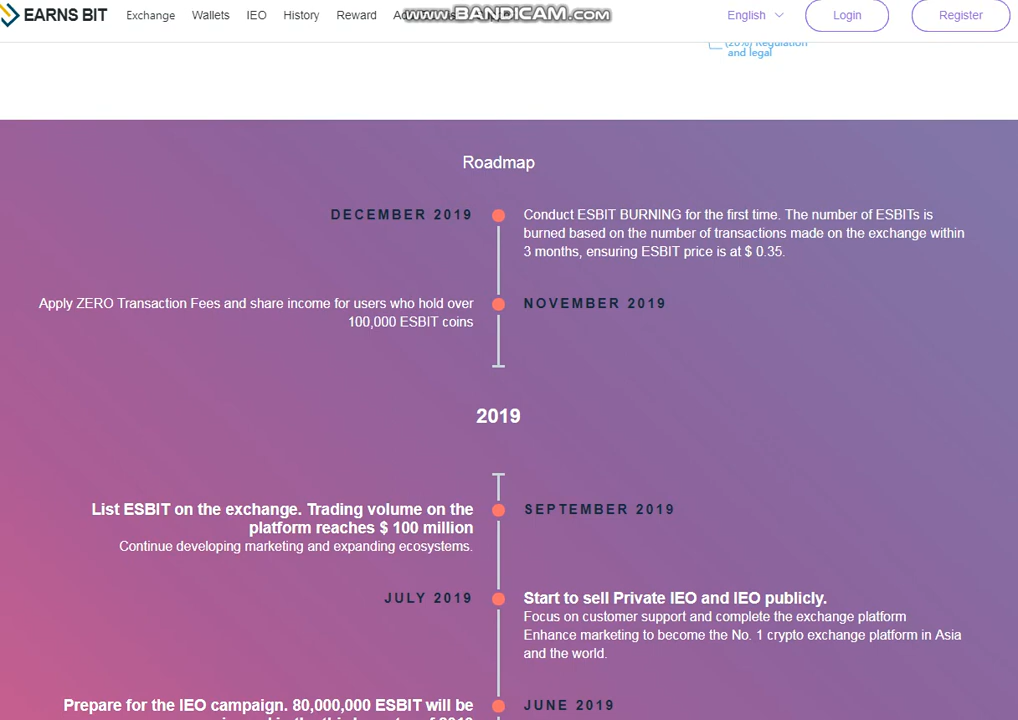 EARNS BIT Exchange Wallets IEO History Reward English Login Register
www.BANDICAM.com
(20%) Regulation
and legal
Roadmap
DECEMBER 2019
Conduct ESBIT BURNING for the first time. The number of ESBITs is
burned based on the number of transactions made on the exchange within
3 months, ensuring ESBIT price is at $ 0.35.
Apply ZERO Transaction Fees and share income for users who hold over
100,000 ESBIT coins
NOVEMBER 2019
2019
List ESBIT on the exchange. Trading volume on the
platform reaches $ 100 million
Continue developing marketing and expanding ecosystems.
SEPTEMBER 2019
JULY 2019
Start to sell Private IEO and IEO publicly.
Focus on customer support and complete the exchange platform
Enhance marketing to become the No. 1 crypto exchange platform in Asia
and the world.
Prepare for the IEO campaign. 80,000,000 ESBIT will be
JUNE 2019